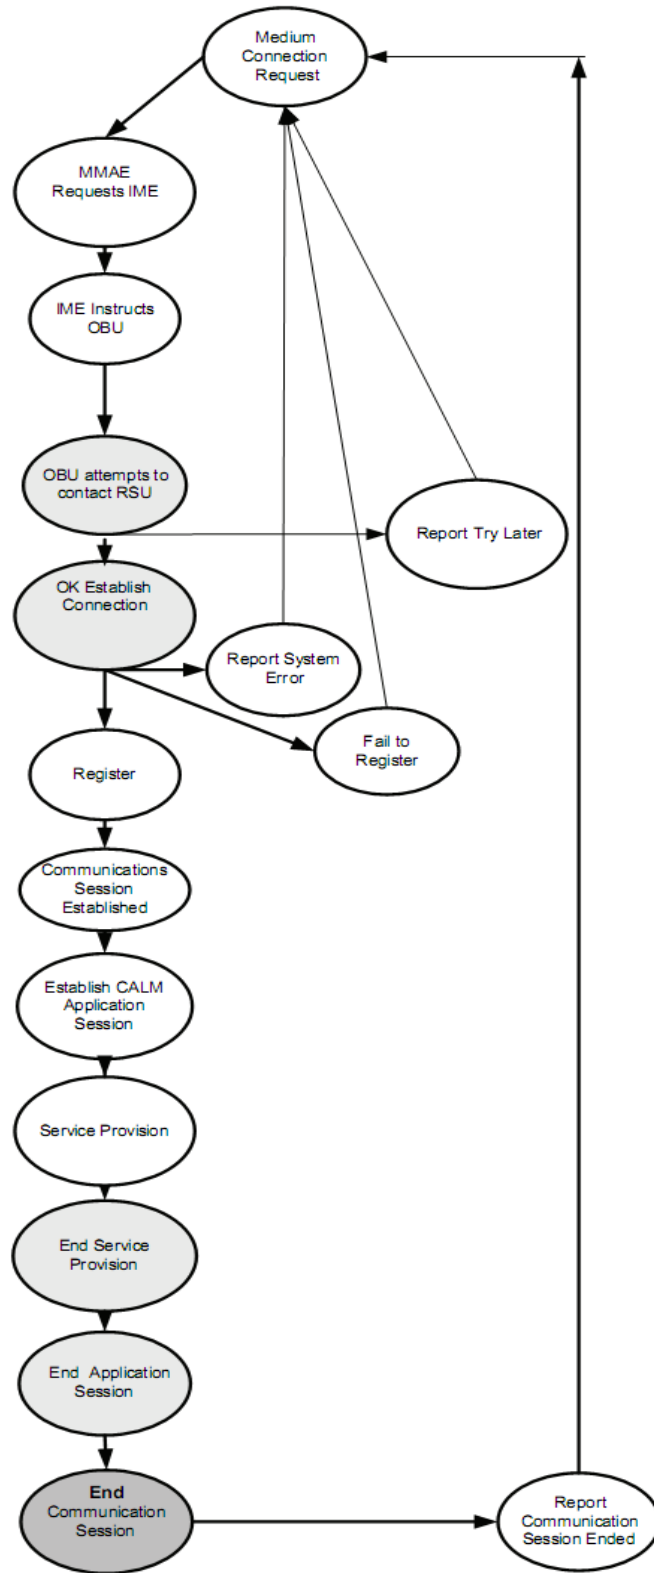 Medium
Connection
Request
MMAE
Requests IME
IME Instructs
OBU
OBU attempts to
contact RSU
Report Try Later
OK Establish
Connection
Report System
Error
Fail to
Register
Register
Communications
Session
Established
Establish CALM
Application
Session
Service Provision
End Service
Provision
End Application
Session
End
Communication
Session
Report
Communication
Session Ended